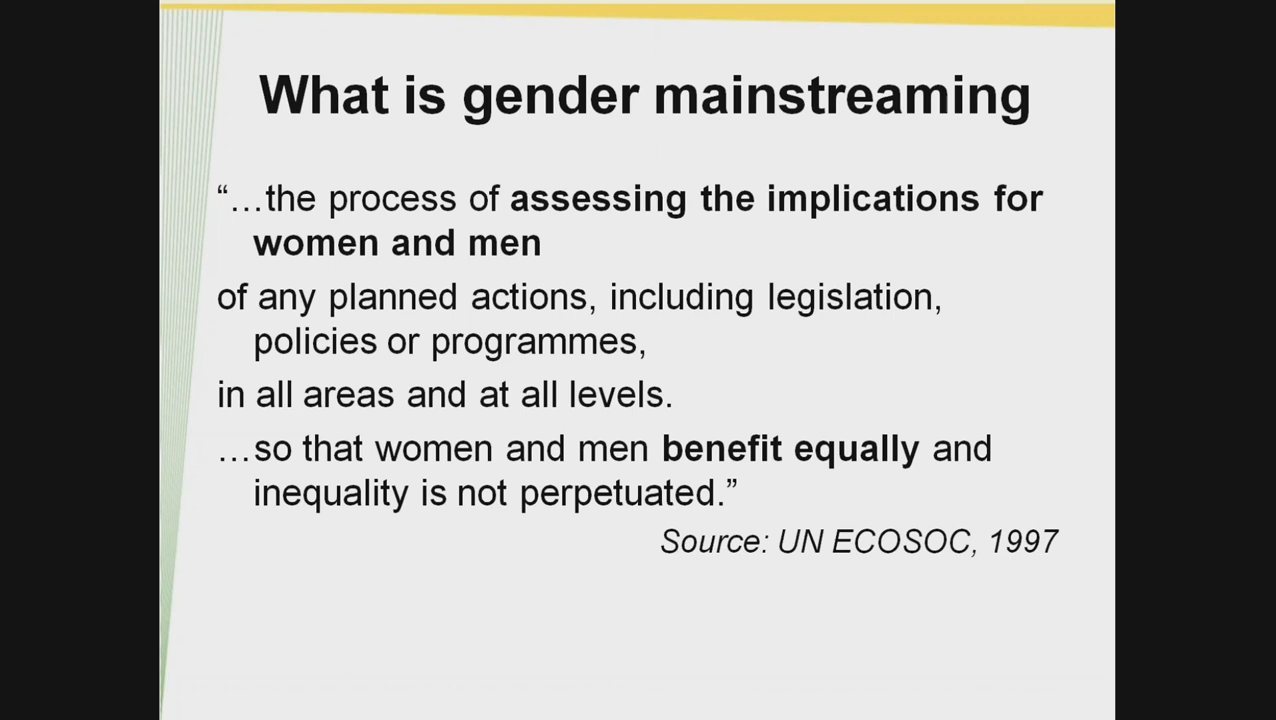 What is gender mainstreaming
“…the process of assessing the implications for
women and men
of any planned actions, including legislation,
policies or programmes,
in all areas and at all levels.
…so that women and men benefit equally and
inequality is not perpetuated.”
Source: UN ECOSOC, 1997